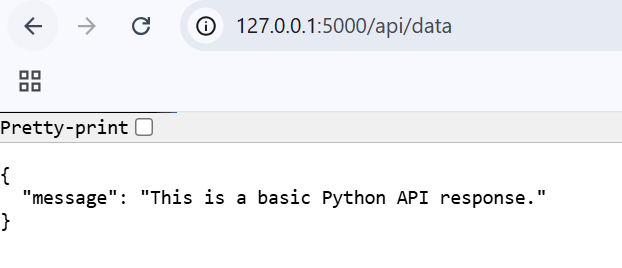 127.0.0.1:5000/api/data
Pretty-print
{
  "message": "This is a basic Python API response."
}